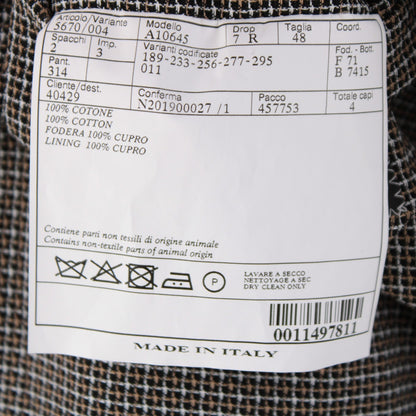 Articolo/Variante Modello Drop Taglia Coord.
5670/004 A10645 7 R 48
Spacchi Imp. Varianti codificate Fod. - Bott.
2 3 189-233-256-277-295 F 71
Pant. 011 B 7415
314
Cliente/dest. Conferma Pacco Totale capi
40429 N201900027 /1 457753 4
100% COTONE
100% COTTON
FODERA 100% CUPRO
LINING 100% CUPRO
Contiene parti non tessili di origine animale
Contains non-textile parts of animal origin
P
LAVARE A SECCO
NETTOYAGE A SEC
DRY CLEAN ONLY
0011497811
MADE IN ITALY